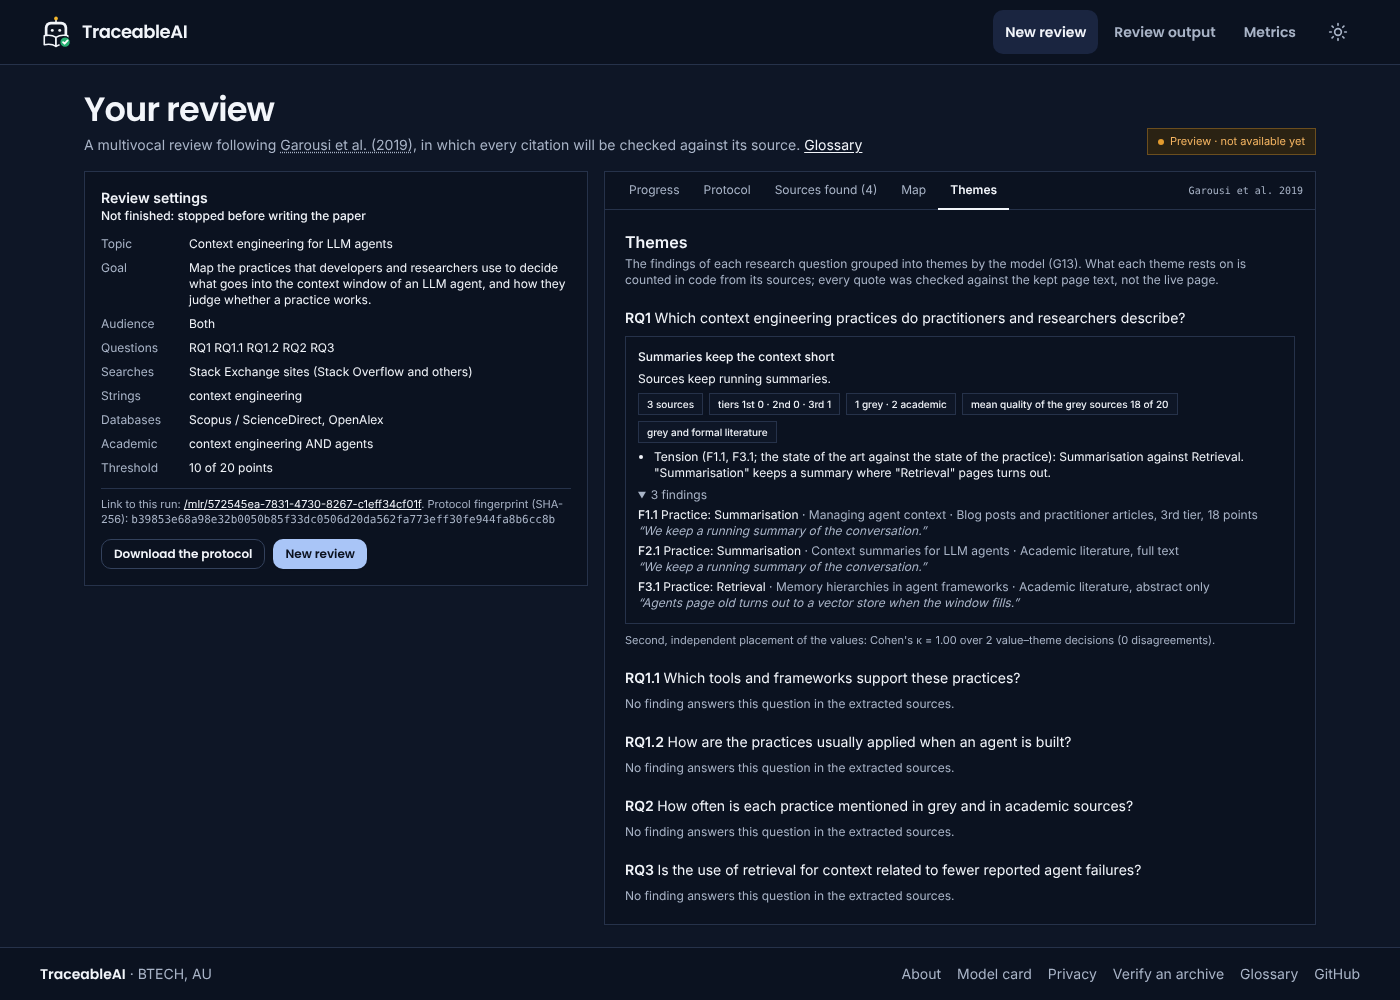 TraceableAI
New review
Review output
Metrics
Your review
A multivocal review following Garousi et al. (2019), in which every citation will be checked against its source. Glossary
Preview · not available yet
Review settings
Not finished: stopped before writing the paper
Topic Context engineering for LLM agents
Goal Map the practices that developers and researchers use to decide
what goes into the context window of an LLM agent, and how they
judge whether a practice works.
Audience Both
Questions RQ1 RQ1.1 RQ1.2 RQ2 RQ3
Searches Stack Exchange sites (Stack Overflow and others)
Strings context engineering
Databases Scopus / ScienceDirect, OpenAlex
Academic context engineering AND agents
Threshold 10 of 20 points
Link to this run: /mlr/572545ea-7831-4730-8267-c1eff34cf01f. Protocol fingerprint (SHA-
256): b39853e68a98e32b0050b85f33dc0506d20da562fa773eff30fe944fa8b6cc8b
Download the protocol
New review
Progress
Protocol
Sources found (4)
Map
Themes
Garousi et al. 2019
Themes
The findings of each research question grouped into themes by the model (G13). What each theme rests on is
counted in code from its sources; every quote was checked against the kept page text, not the live page.
RQ1 Which context engineering practices do practitioners and researchers describe?
Summaries keep the context short
Sources keep running summaries.
3 sources
tiers 1st 0 · 2nd 0 · 3rd 1
1 grey · 2 academic
mean quality of the grey sources 18 of 20
grey and formal literature
• Tension (F1.1, F3.1; the state of the art against the state of the practice): Summarisation against Retrieval.
"Summarisation" keeps a summary where "Retrieval" pages turns out.
▼ 3 findings
F1.1 Practice: Summarisation · Managing agent context · Blog posts and practitioner articles, 3rd tier, 18 points
“We keep a running summary of the conversation.”
F2.1 Practice: Summarisation · Context summaries for LLM agents · Academic literature, full text
“We keep a running summary of the conversation.”
F3.1 Practice: Retrieval · Memory hierarchies in agent frameworks · Academic literature, abstract only
“Agents page old turns out to a vector store when the window fills.”
Second, independent placement of the values: Cohen's κ = 1.00 over 2 value–theme decisions (0 disagreements).
RQ1.1 Which tools and frameworks support these practices?
No finding answers this question in the extracted sources.
RQ1.2 How are the practices usually applied when an agent is built?
No finding answers this question in the extracted sources.
RQ2 How often is each practice mentioned in grey and in academic sources?
No finding answers this question in the extracted sources.
RQ3 Is the use of retrieval for context related to fewer reported agent failures?
No finding answers this question in the extracted sources.
TraceableAI · BTECH, AU
About
Model card
Privacy
Verify an archive
Glossary
GitHub